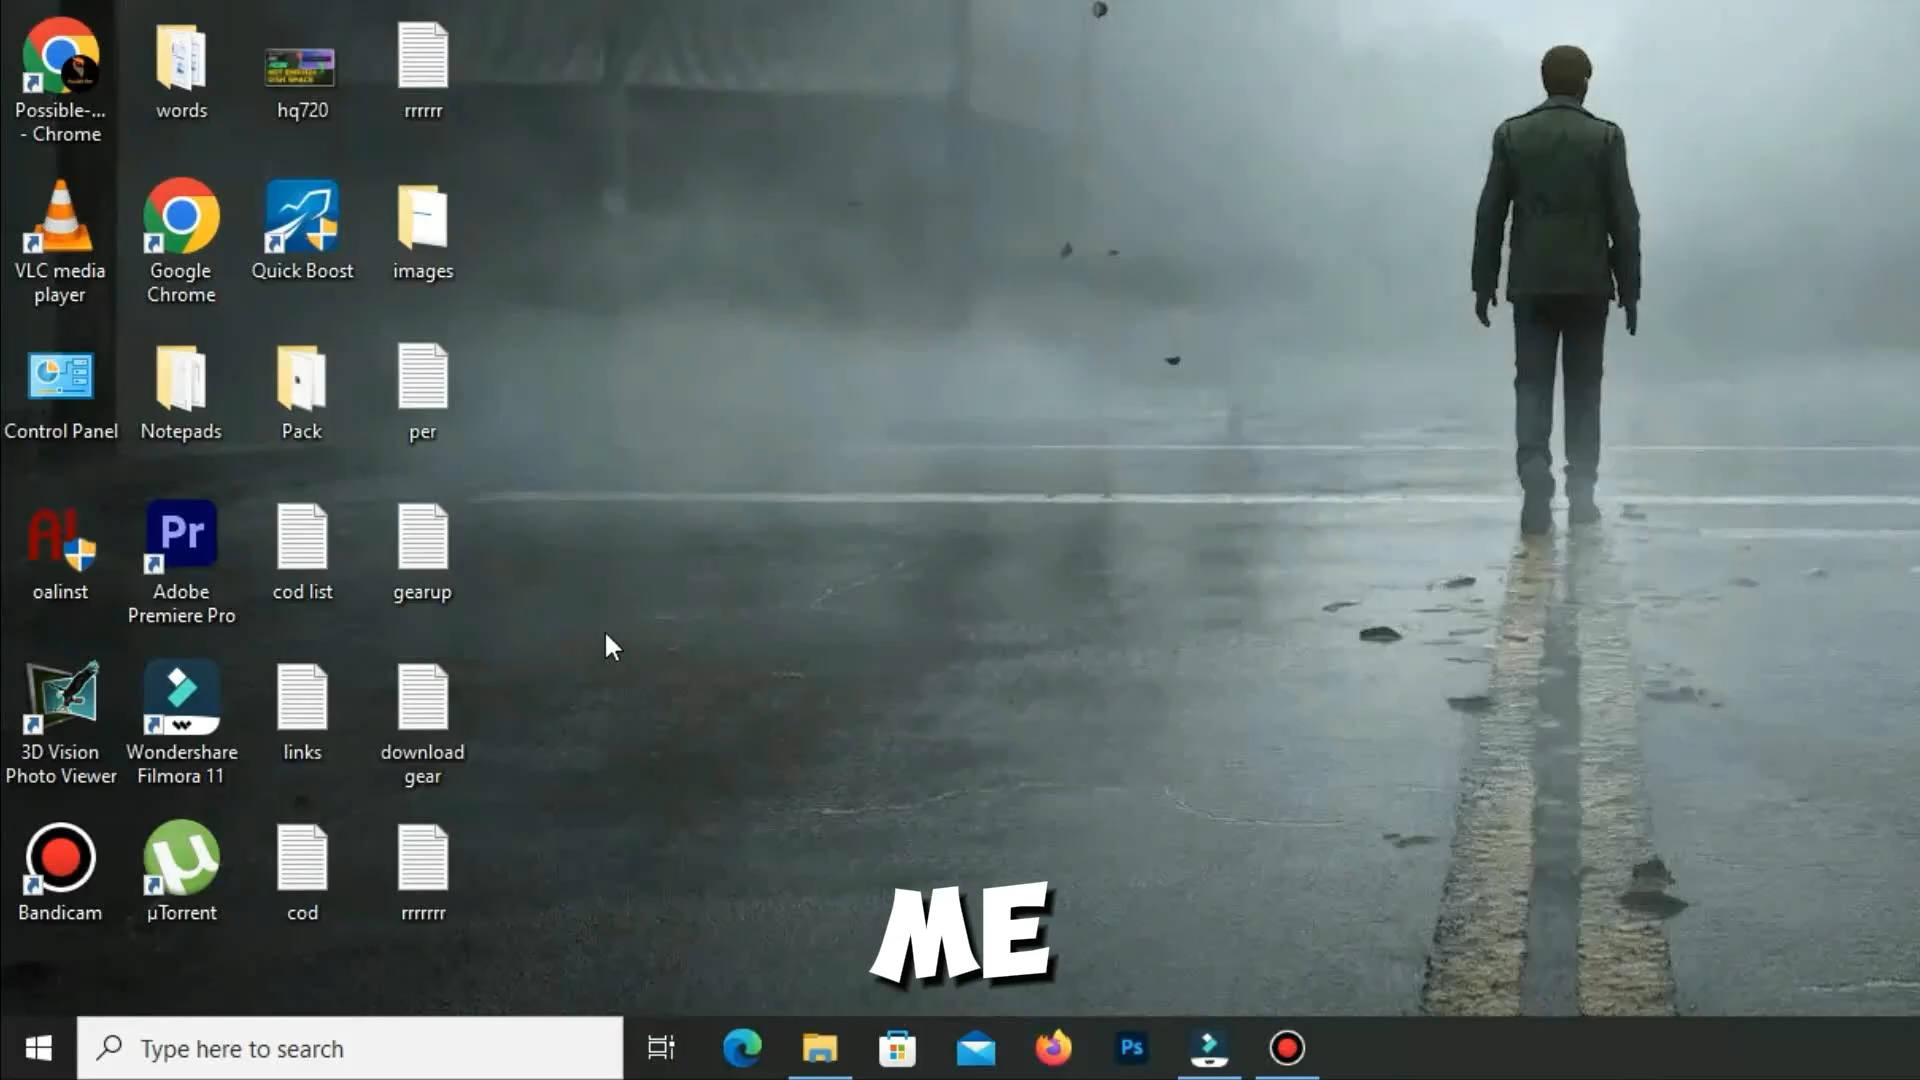 Possible-...
- Chrome
words
hq720
rrrrrr
VLC media
player
Google
Chrome
Quick Boost
images
Control Panel
Notepads
Pack
per
oalinst
Pr
Adobe
Premiere Pro
cod list
gearup
3D Vision
Photo Viewer
Wondershare
Filmora 11
links
download
gear
Bandicam
µTorrent
cod
rrrrrrr
ME
Type here to search
Ps